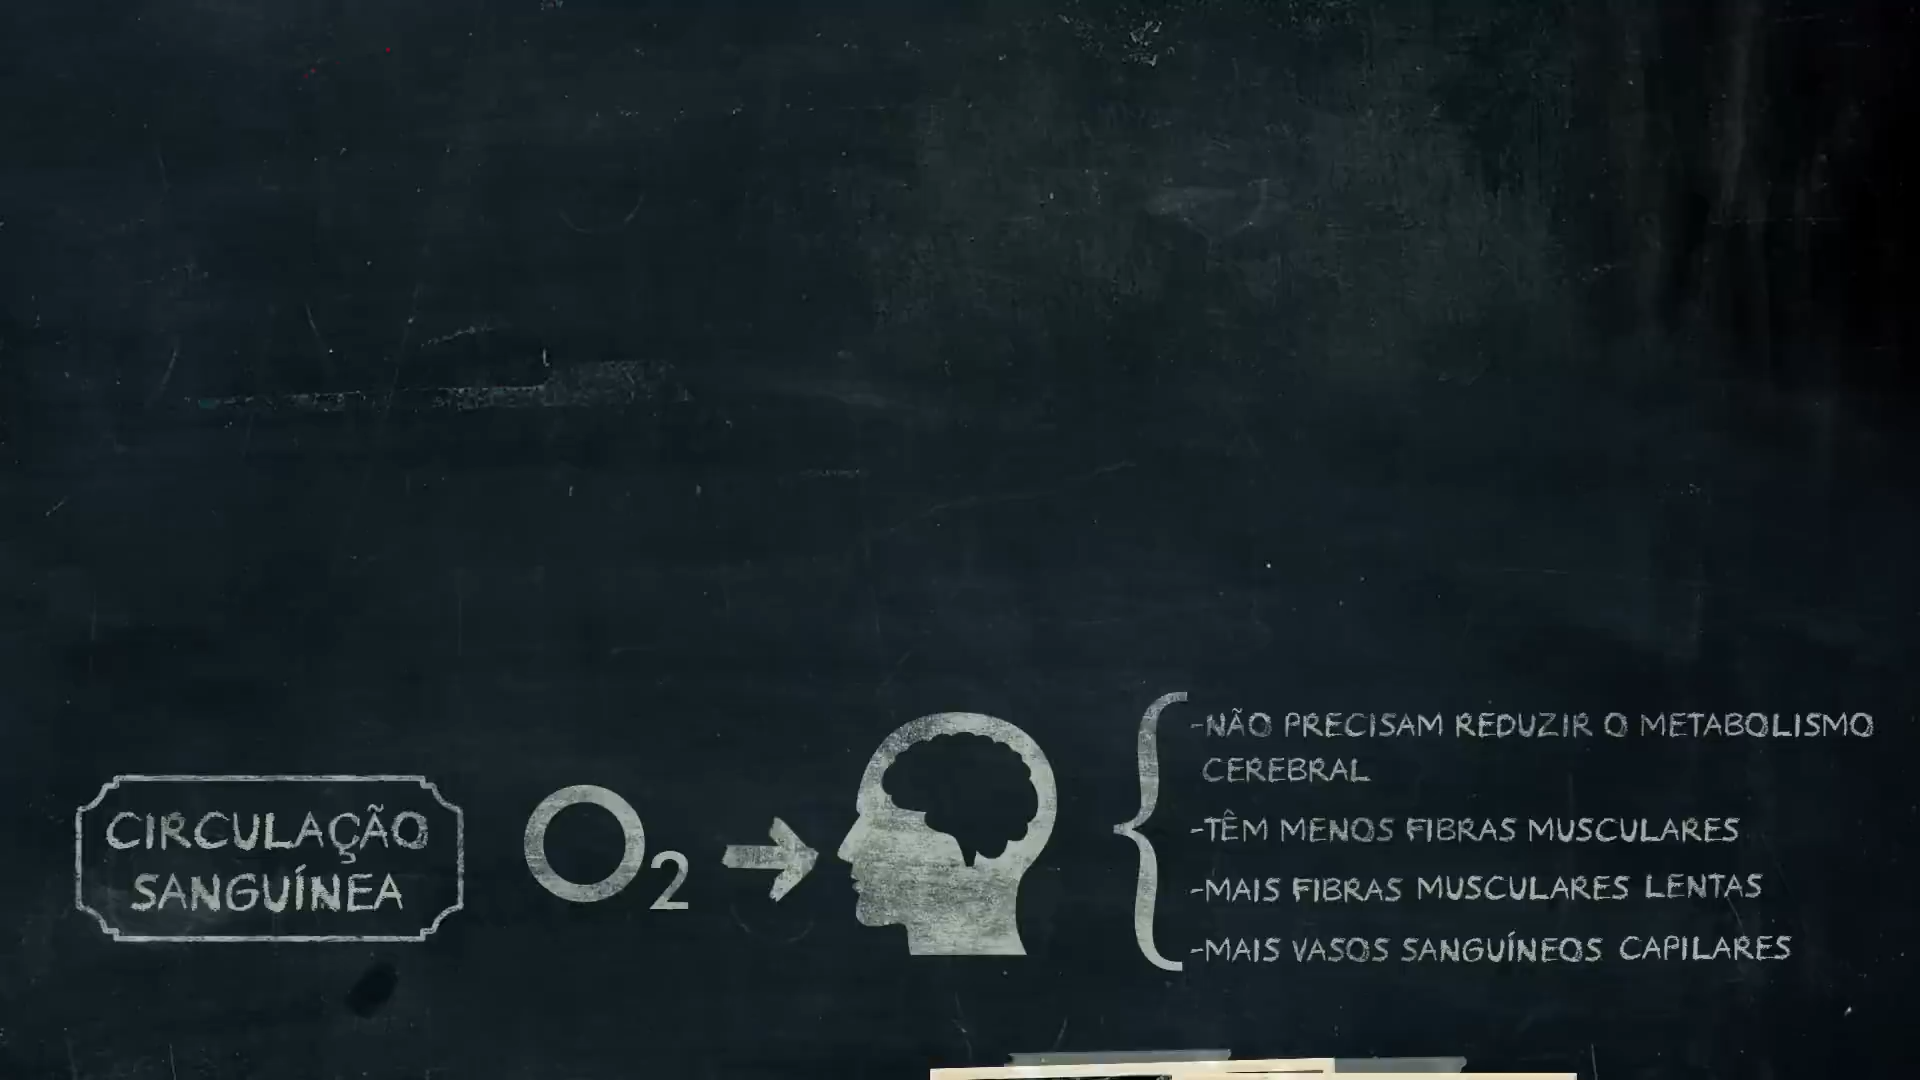 CIRCULAÇÃO
SANGUÍNEA
O2
-NÃO PRECISAM REDUZIR O METABOLISMO
CEREBRAL
-TÊM MENOS FIBRAS MUSCULARES
-MAIS FIBRAS MUSCULARES LENTAS
-MAIS VASOS SANGUÍNEOS CAPILARES